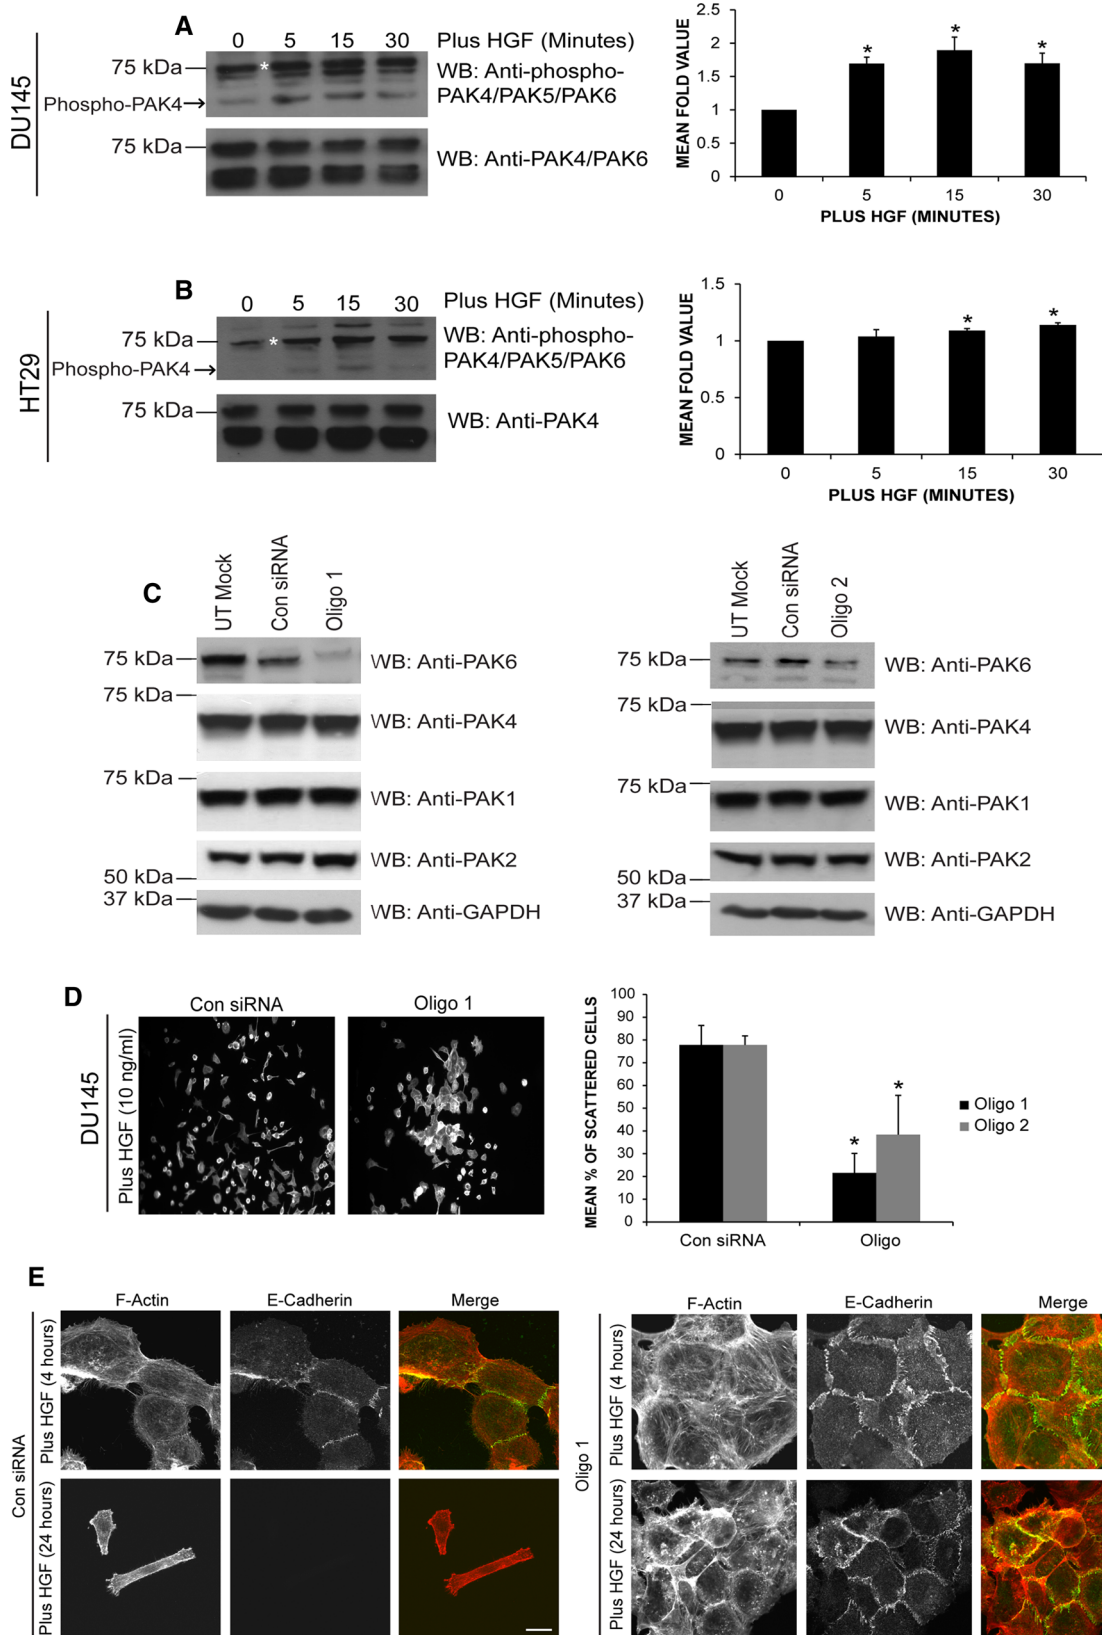 A
0 5 15 30 Plus HGF (Minutes)
75 kDa
*
WB: Anti-phospho-
PAK4/PAK5/PAK6
Phospho-PAK4
75 kDa
WB: Anti-PAK4/PAK6
DU145
MEAN FOLD VALUE
2.5
2
1.5
1
0.5
0
* * *
0 5 15 30
PLUS HGF (MINUTES)
B
0 5 15 30 Plus HGF (Minutes)
75 kDa
*
WB: Anti-phospho-
PAK4/PAK5/PAK6
Phospho-PAK4
75 kDa
WB: Anti-PAK4
HT29
MEAN FOLD VALUE
1.5
1
0.5
0
* *
0 5 15 30
PLUS HGF (MINUTES)
C
UT Mock
Con siRNA
Oligo 1
75 kDa
WB: Anti-PAK6
75 kDa
WB: Anti-PAK4
75 kDa
WB: Anti-PAK1
WB: Anti-PAK2
50 kDa
37 kDa
WB: Anti-GAPDH
UT Mock
Con siRNA
Oligo 2
75 kDa
WB: Anti-PAK6
75 kDa
WB: Anti-PAK4
75 kDa
WB: Anti-PAK1
WB: Anti-PAK2
50 kDa
37 kDa
WB: Anti-GAPDH
D
Con siRNA Oligo 1
DU145
Plus HGF (10 ng/ml)
MEAN % OF SCATTERED CELLS
100
90
80
70
60
50
40
30
20
10
0
* *
Con siRNA Oligo
Oligo 1
Oligo 2
E
F-Actin E-Cadherin Merge
Con siRNA
Plus HGF (4 hours)
Plus HGF (24 hours)
F-Actin E-Cadherin Merge
Oligo 1
Plus HGF (4 hours)
Plus HGF (24 hours)